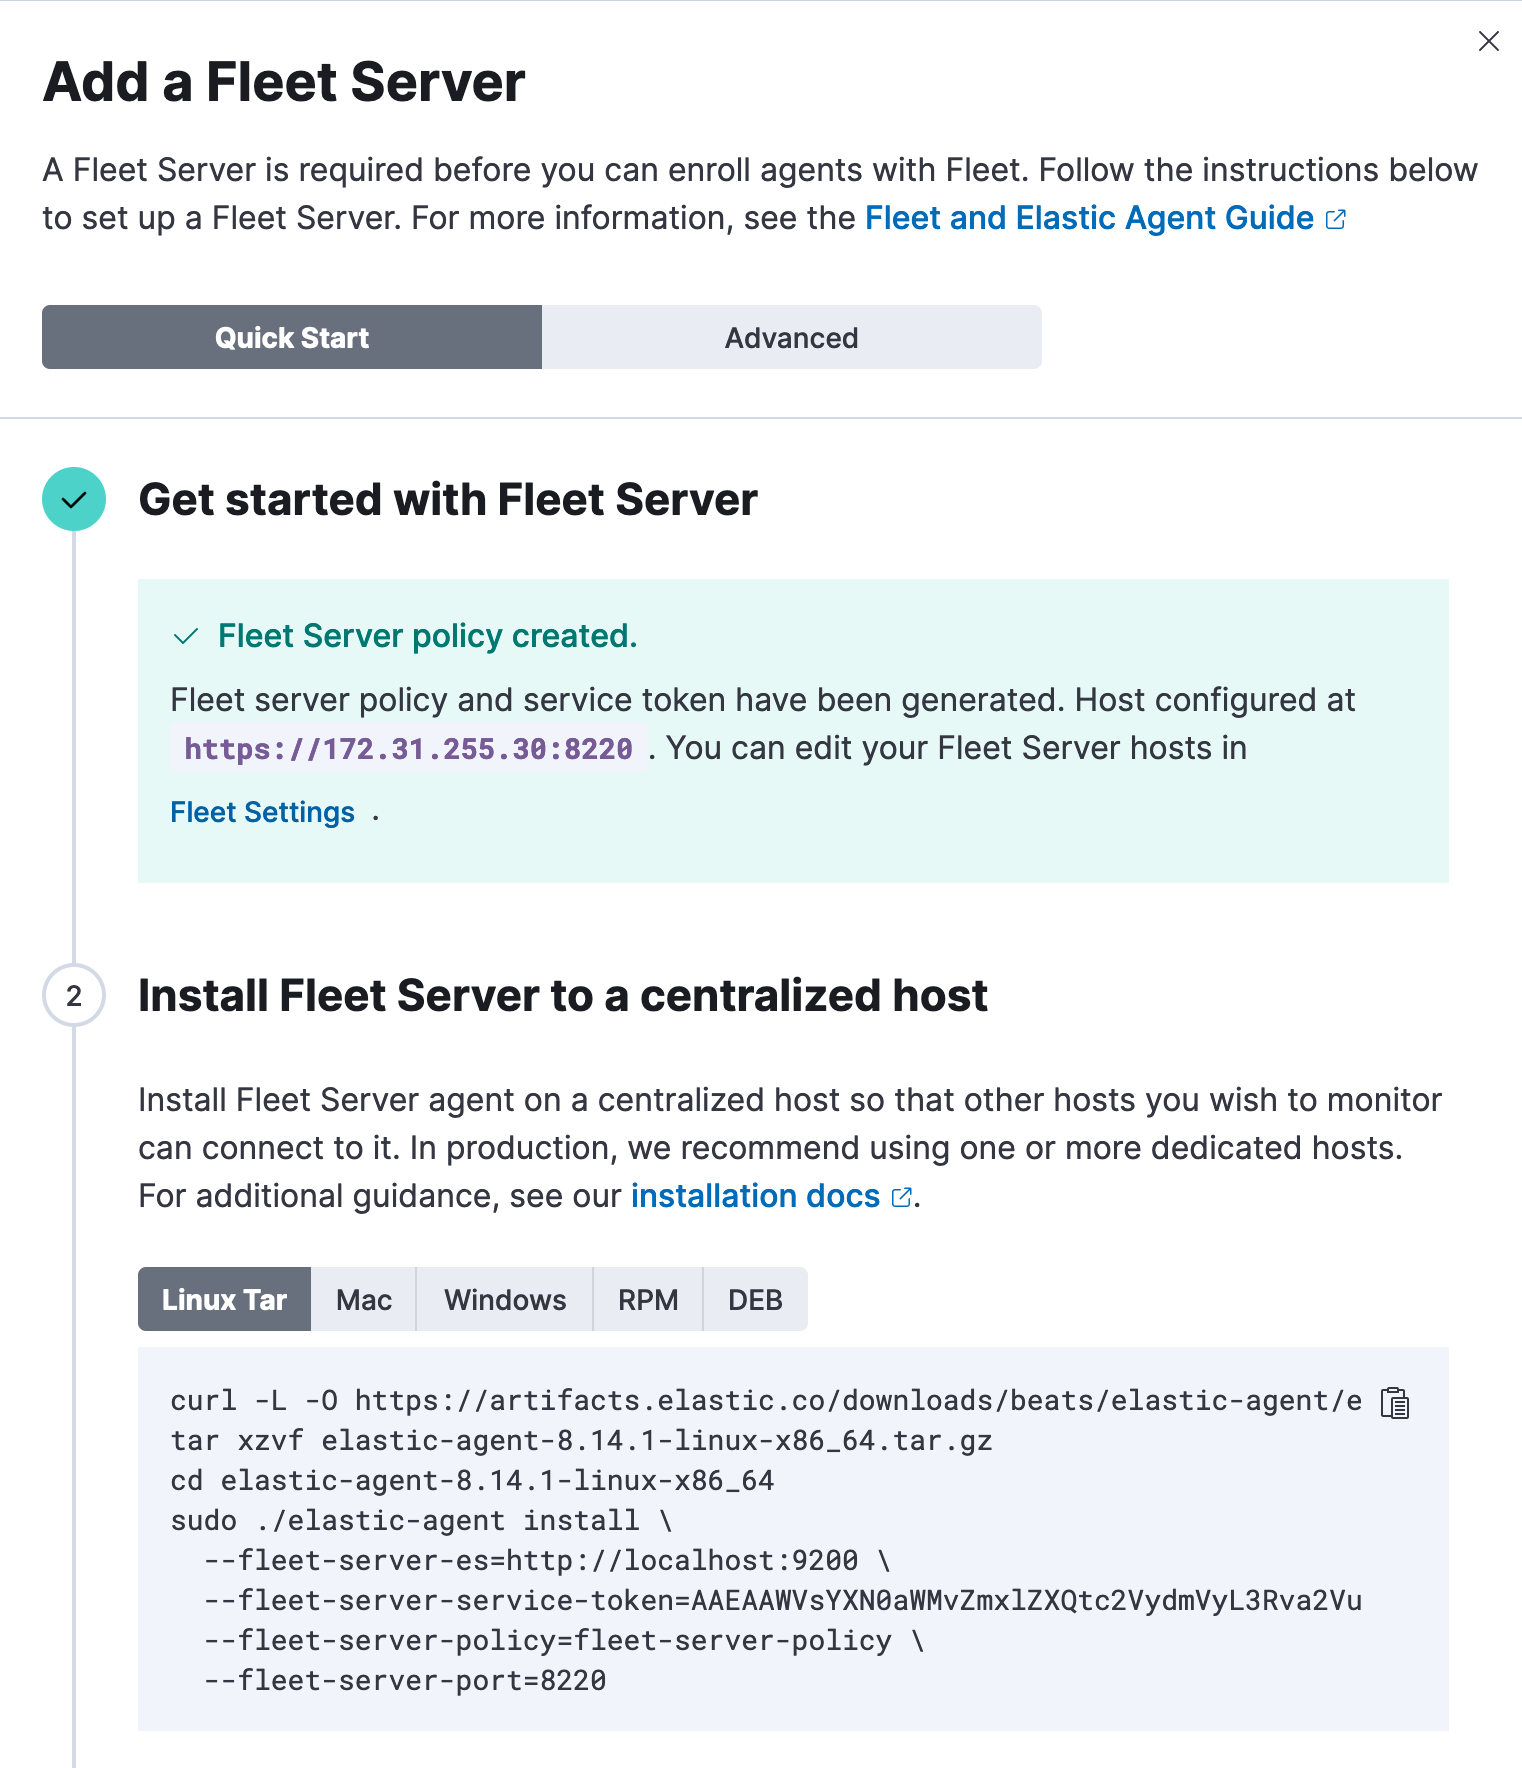 Add a Fleet Server
A Fleet Server is required before you can enroll agents with Fleet. Follow the instructions below
to set up a Fleet Server. For more information, see the Fleet and Elastic Agent Guide
Quick Start
Advanced
Get started with Fleet Server
Fleet Server policy created.
Fleet server policy and service token have been generated. Host configured at
https://172.31.255.30:8220 . You can edit your Fleet Server hosts in
Fleet Settings .
2
Install Fleet Server to a centralized host
Install Fleet Server agent on a centralized host so that other hosts you wish to monitor
can connect to it. In production, we recommend using one or more dedicated hosts.
For additional guidance, see our installation docs.
Linux Tar
Mac
Windows
RPM
DEB
curl -L -O https://artifacts.elastic.co/downloads/beats/elastic-agent/e
tar xzvf elastic-agent-8.14.1-linux-x86_64.tar.gz
cd elastic-agent-8.14.1-linux-x86_64
sudo ./elastic-agent install \
--fleet-server-es=http://localhost:9200 \
--fleet-server-service-token=AAEAAWVsYXN0aWMvZmxlZXQtc2VydmVyL3Rva2Vu
--fleet-server-policy=fleet-server-policy \
--fleet-server-port=8220